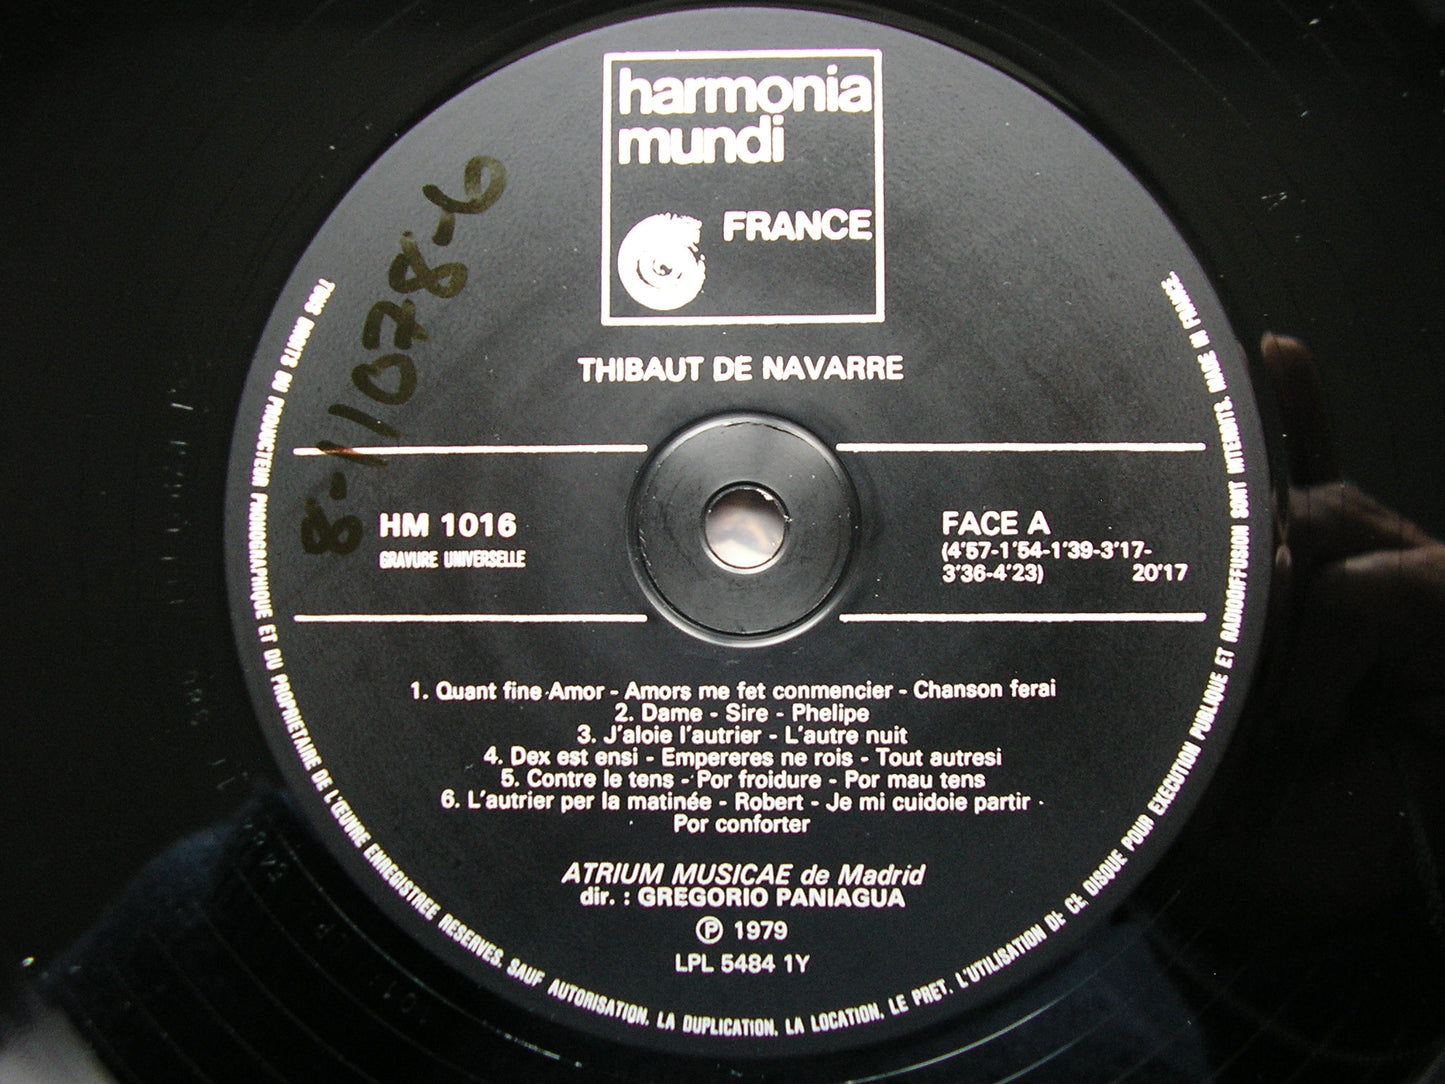 harmonia
mundi
FRANCE
8-11078-6
THIBAUT DE NAVARRE
HM 1016
GRAVURE UNIVERSELLE
FACE A
(4'57-1'54-1'39-3'17-
3'36-4'23) 20'17
1. Quant fine Amor - Amors me fet conmencier - Chanson ferai
2. Dame - Sire - Phelipe
3. J'aloie l'autrier - L'autre nuit
4. Dex est ensi - Empereres ne rois - Tout autresi
5. Contre le tens - Por froidure - Por mau tens
6. L'autrier per la matinée - Robert - Je mi cuidoie partir -
Por conforter
ATRIUM MUSICAE de Madrid
dir. : GREGORIO PANIAGUA
℗ 1979
LPL 5484 1Y
TOUS DROITS DU PRODUCTEUR PHONOGRAPHIQUE ET DU PROPRIETAIRE DE L'ŒUVRE ENREGISTREE RESERVES. SAUF AUTORISATION, LA DUPLICATION, LA LOCATION, LE PRET, L'UTILISATION DE CE DISQUE POUR EXECUTION PUBLIQUE ET RADIODIFFUSION SONT INTERDITS. MADE IN FRANCE.